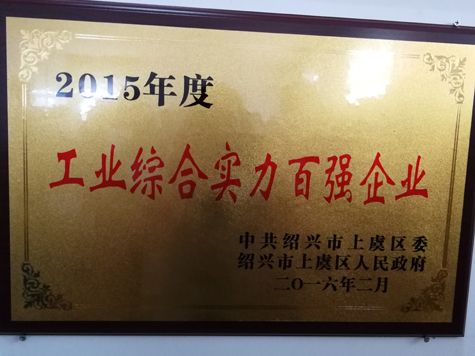 2015年度
工业综合实力百强企业
中共绍兴市上虞区委
绍兴市上虞区人民政府
二〇一六年二月